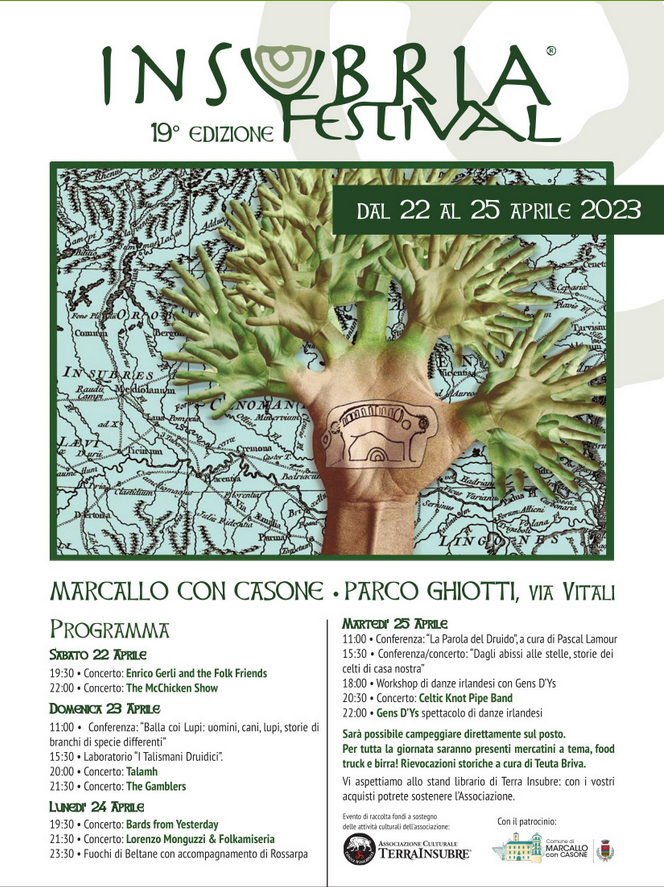 INSUBRIA®
19° EDIZIONE FESTIVAL
DAL 22 AL 25 APRILE 2023
INSUBRES
Mediolanum
Ticinum
Cremona
Placentia
LINGONES
MARCALLO CON CASONE • PARCO GHIOTTI, VIA VITALI
PROGRAMMA
SABATO 22 APRILE
19:30 • Concerto: Enrico Gerli and the Folk Friends
22:00 • Concerto: The McChicken Show
DOMENICA 23 APRILE
11:00 • Conferenza: “Balla coi Lupi: uomini, cani, lupi, storie di
branchi di specie differenti”
15:30 • Laboratorio “I Talismani Druidici”.
20:00 • Concerto: Talamh
21:30 • Concerto: The Gamblers
LUNEDI' 24 APRILE
19:30 • Concerto: Bards from Yesterday
21:30 • Concerto: Lorenzo Monguzzi & Folkamiseria
23:30 • Fuochi di Beltane con accompagnamento di Rossarpa
MARTEDI' 25 APRILE
11:00 • Conferenza: “La Parola del Druido”, a cura di Pascal Lamour
15:30 • Conferenza/concerto: “Dagli abissi alle stelle, storie dei
celti di casa nostra”
18:00 • Workshop di danze irlandesi con Gens D’Ys
20:30 • Concerto: Celtic Knot Pipe Band
22:00 • Gens D’Ys spettacolo di danze irlandesi
Sarà possibile campeggiare direttamente sul posto.
Per tutta la giornata saranno presenti mercatini a tema, food
truck e birra! Rievocazioni storiche a cura di Teuta Briva.
Vi aspettiamo allo stand librario di Terra Insubre: con i vostri
acquisti potrete sostenere l’Associazione.
Evento di raccolta fondi a sostegno
delle attività culturali dell’associazione:
ASSOCIAZIONE CULTURALE
TERRAINSUBRE
Con il patrocinio:
Comune di
MARCALLO
con CASONE